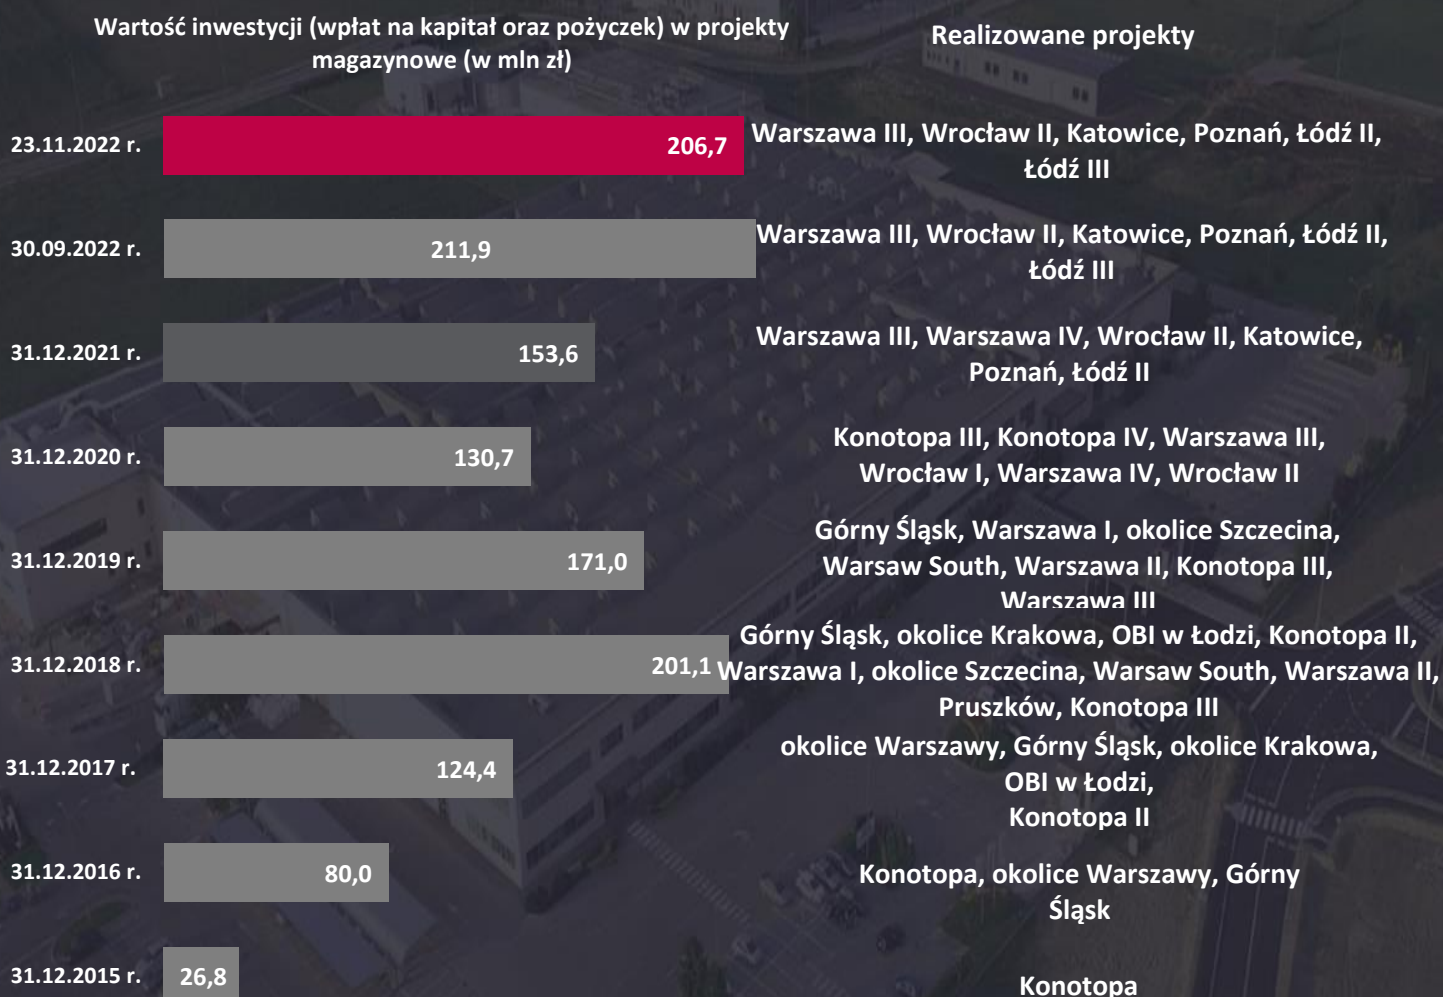 Wartość inwestycji (wpłat na kapitał oraz pożyczek) w projekty
magazynowe (w mln zł)
Realizowane projekty
23.11.2022 r.
206,7
Warszawa III, Wrocław II, Katowice, Poznań, Łódź II,
Łódź III
30.09.2022 r.
211,9
Warszawa III, Wrocław II, Katowice, Poznań, Łódź II,
Łódź III
31.12.2021 r.
153,6
Warszawa III, Warszawa IV, Wrocław II, Katowice,
Poznań, Łódź II
31.12.2020 r.
130,7
Konotopa III, Konotopa IV, Warszawa III,
Wrocław I, Warszawa IV, Wrocław II
31.12.2019 r.
171,0
Górny Śląsk, Warszawa I, okolice Szczecina,
Warsaw South, Warszawa II, Konotopa III,
Warszawa III
31.12.2018 r.
201,1
Górny Śląsk, okolice Krakowa, OBI w Łodzi, Konotopa II,
Warszawa I, okolice Szczecina, Warsaw South, Warszawa II,
Pruszków, Konotopa III
31.12.2017 r.
124,4
okolice Warszawy, Górny Śląsk, okolice Krakowa,
OBI w Łodzi,
Konotopa II
31.12.2016 r.
80,0
Konotopa, okolice Warszawy, Górny
Śląsk
31.12.2015 r.
26,8
Konotopa